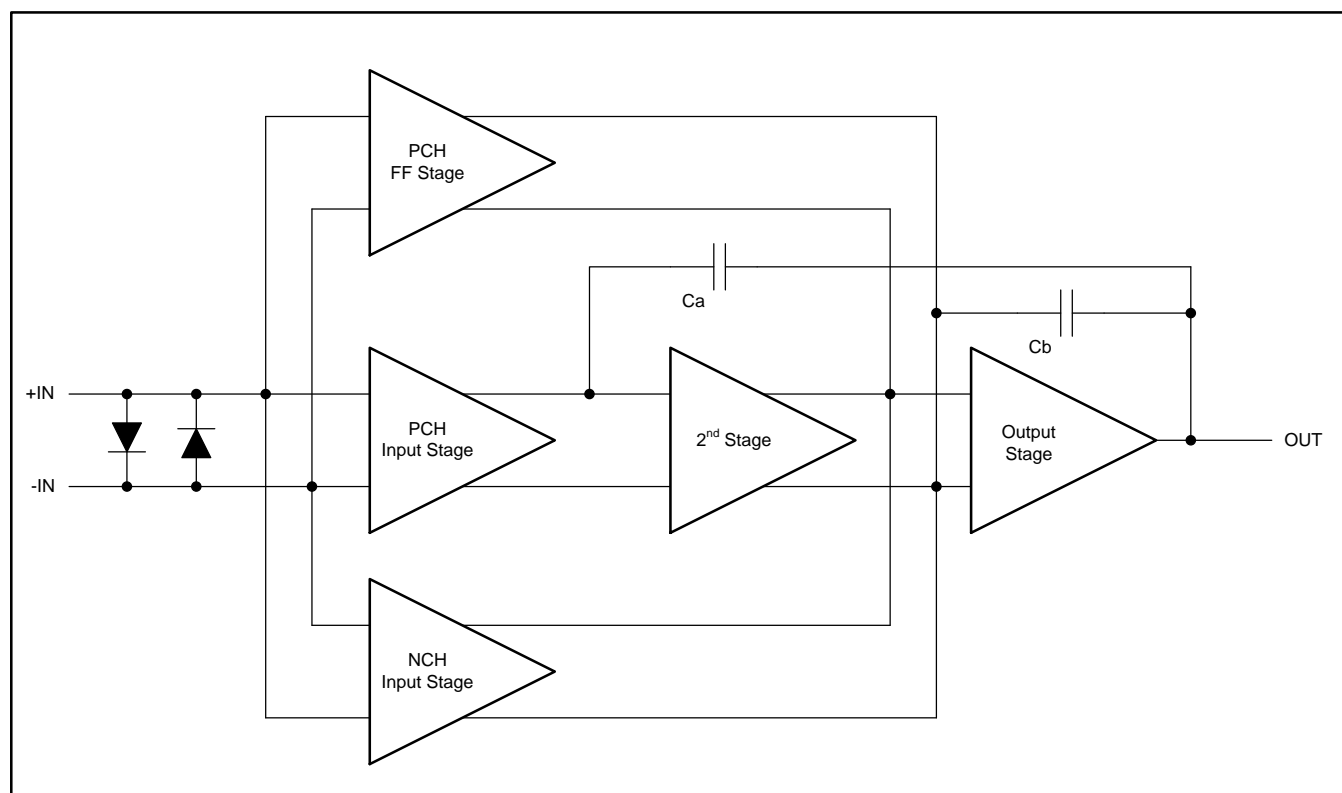 PCH
FF Stage
Ca
Cb
+IN
-IN
PCH
Input Stage
2nd Stage
Output
Stage
OUT
NCH
Input Stage